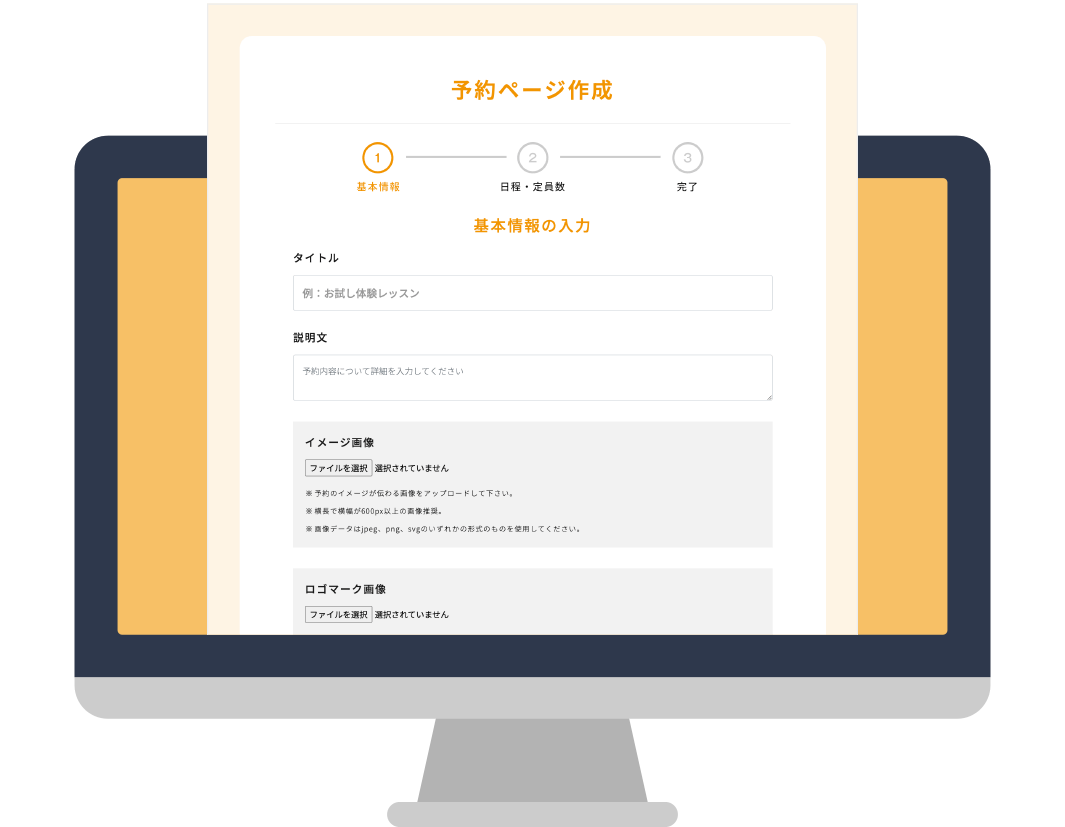 予約ページ作成
1 2 3
基本情報 日程・定員数 完了
基本情報の入力
タイトル
例：お試し体験レッスン
説明文
予約内容について詳細を入力してください
イメージ画像
ファイルを選択 選択されていません
※ 予約のイメージが伝わる画像をアップロードして下さい。
※ 横長で横幅が600px以上の画像推奨。
※ 画像データはjpeg、png、svgのいずれかの形式のものを使用してください。
ロゴマーク画像
ファイルを選択 選択されていません